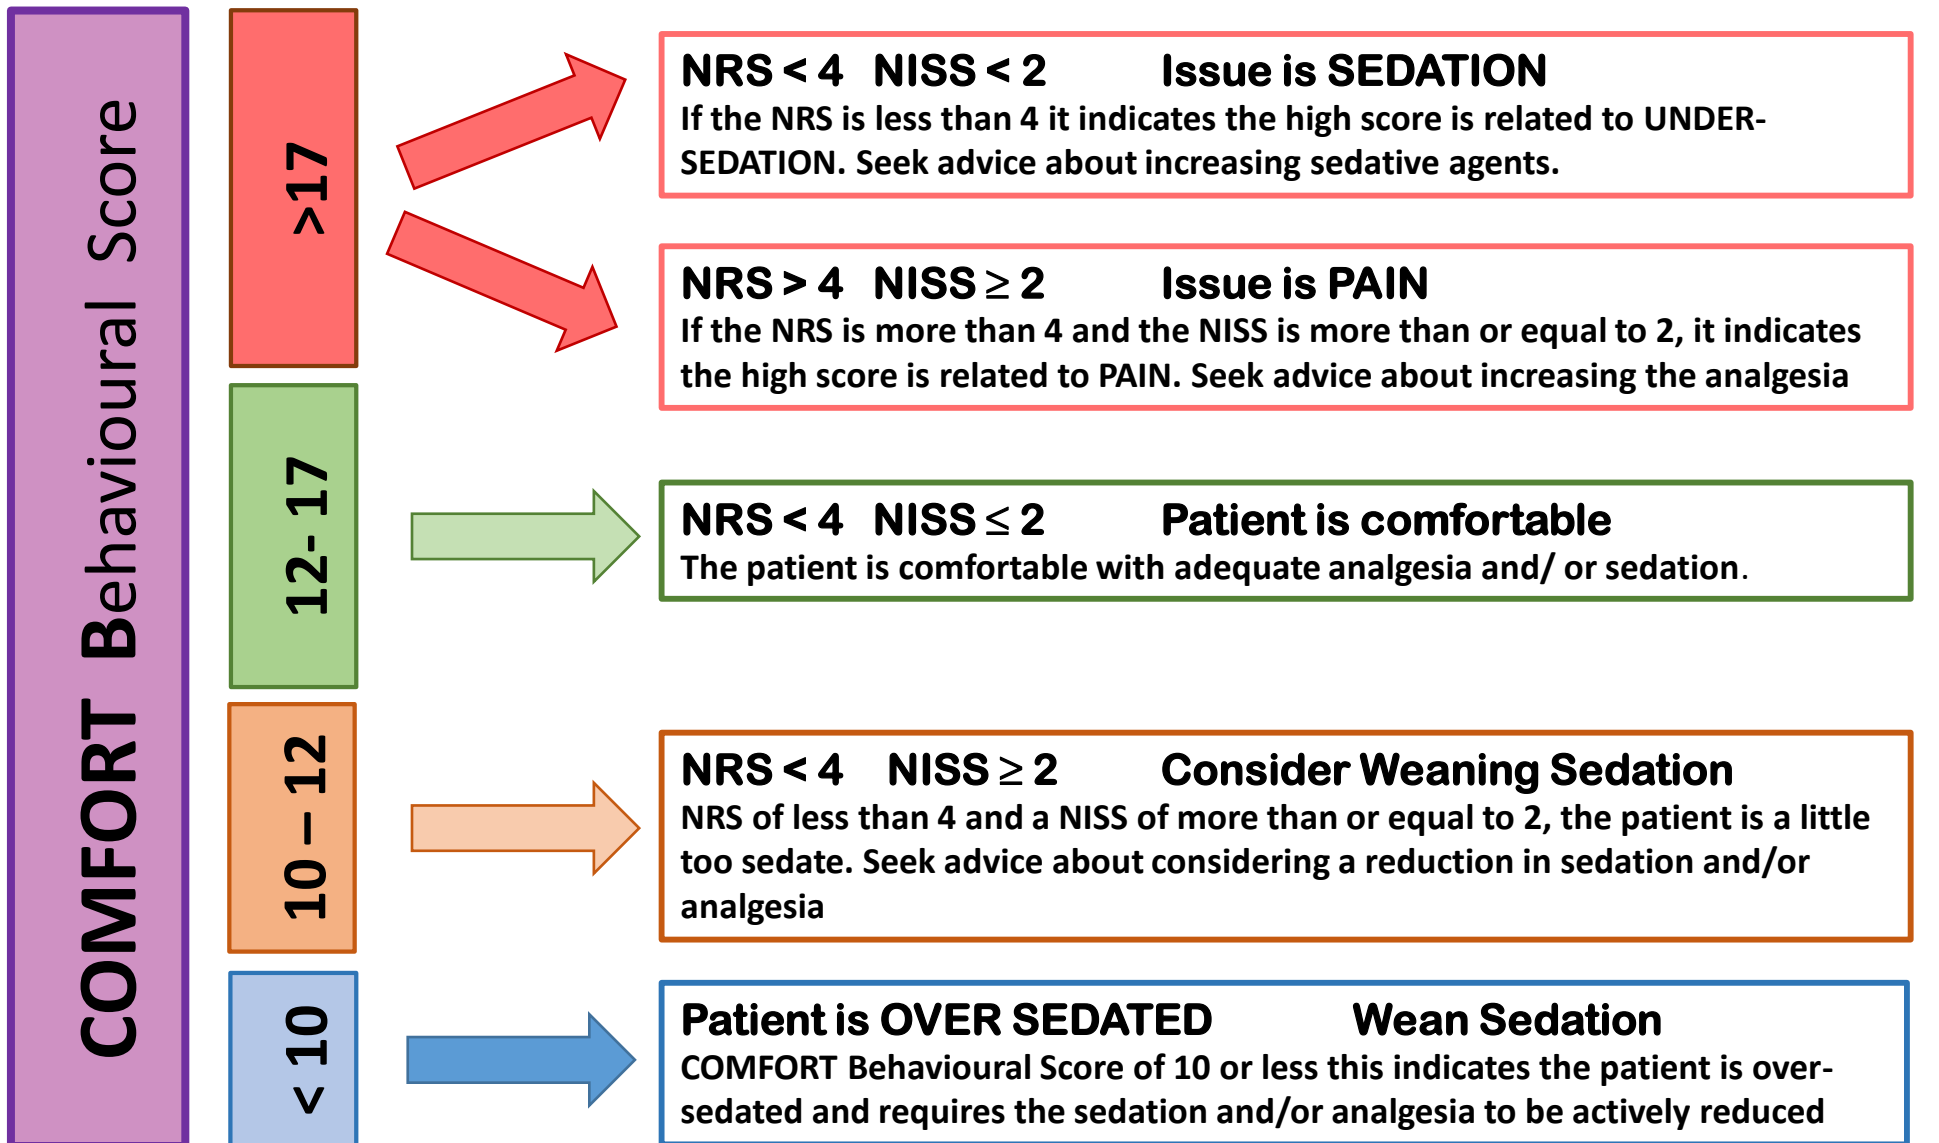 COMFORT Behavioural Score
>17
NRS < 4 NISS < 2 Issue is SEDATION
If the NRS is less than 4 it indicates the high score is related to UNDER-
SEDATION. Seek advice about increasing sedative agents.
NRS > 4 NISS ≥ 2 Issue is PAIN
If the NRS is more than 4 and the NISS is more than or equal to 2, it indicates
the high score is related to PAIN. Seek advice about increasing the analgesia
12- 17
NRS < 4 NISS ≤ 2 Patient is comfortable
The patient is comfortable with adequate analgesia and/ or sedation.
10 – 12
NRS < 4 NISS ≥ 2 Consider Weaning Sedation
NRS of less than 4 and a NISS of more than or equal to 2, the patient is a little
too sedate. Seek advice about considering a reduction in sedation and/or
analgesia
< 10
Patient is OVER SEDATED Wean Sedation
COMFORT Behavioural Score of 10 or less this indicates the patient is over-
sedated and requires the sedation and/or analgesia to be actively reduced